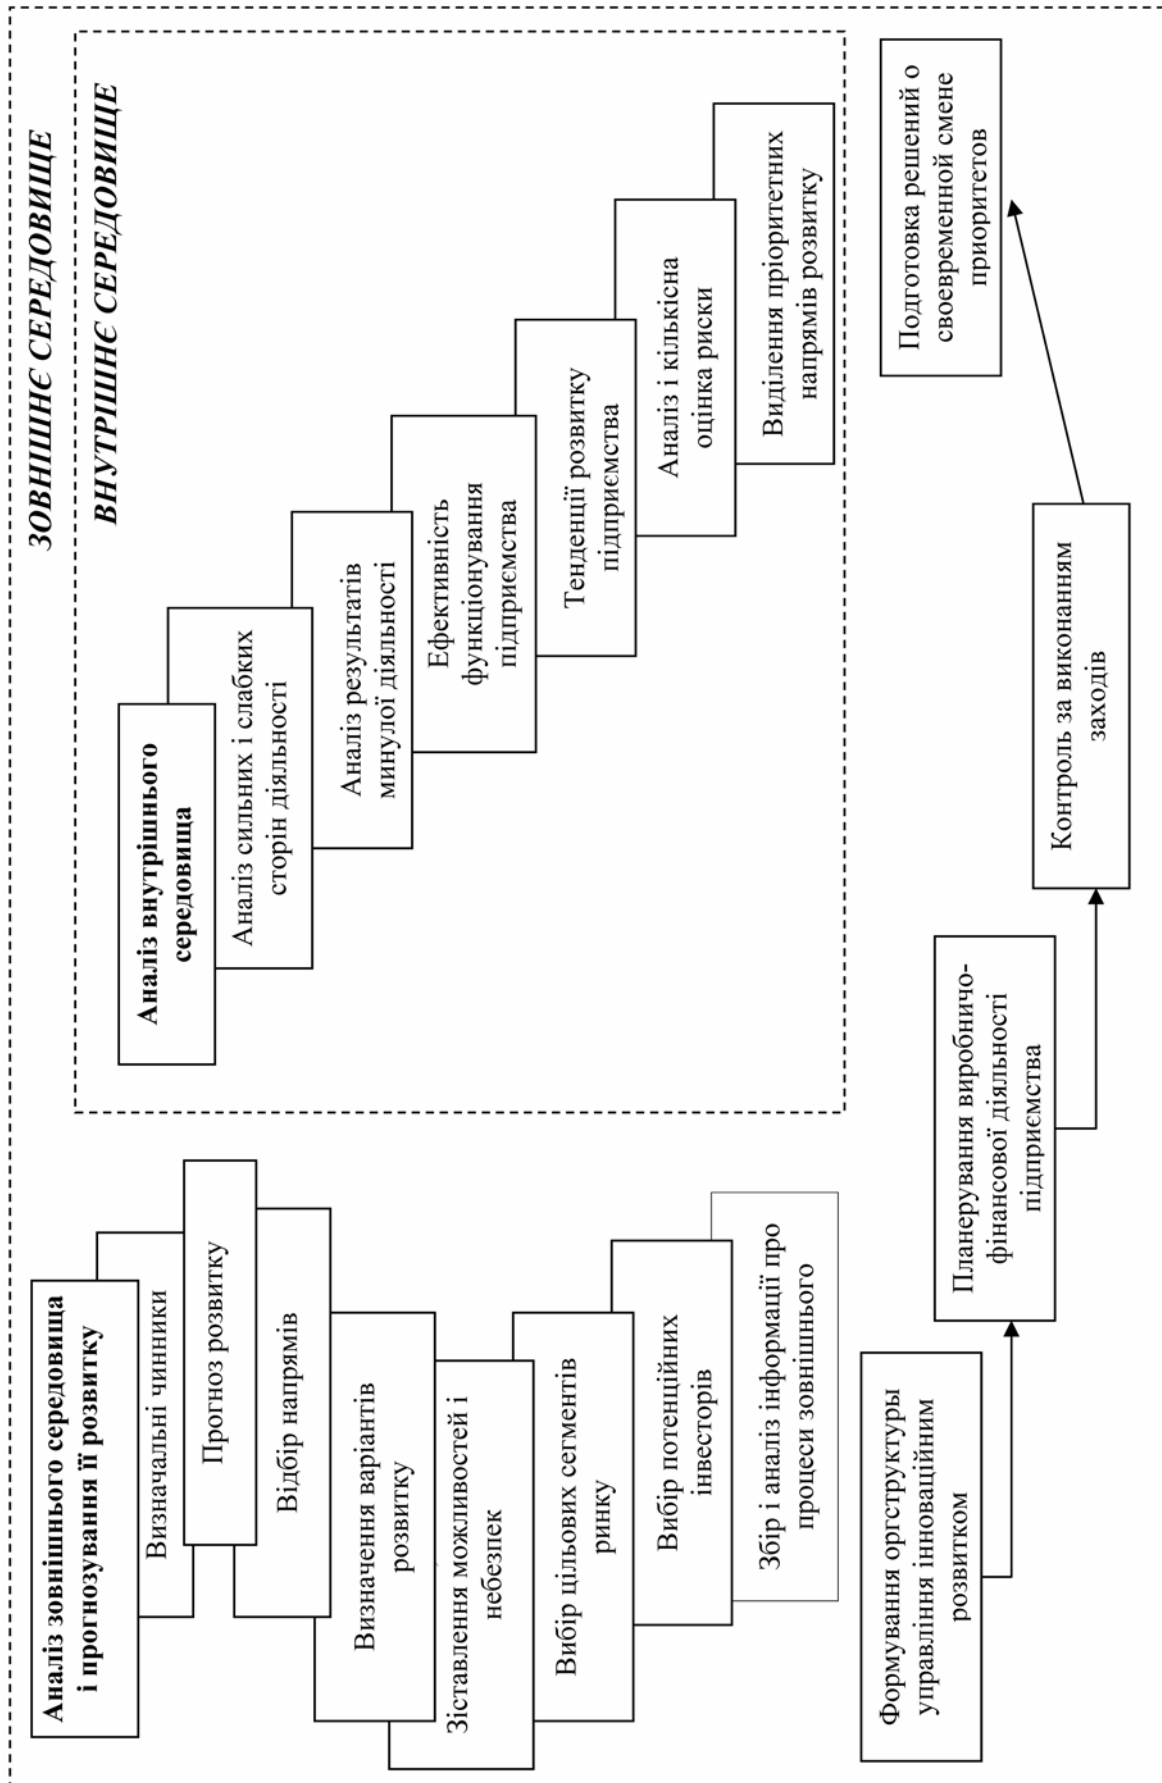 ЗОВНІШНЄ СЕРЕДОВИЩЕ
ВНУТРІШНЄ СЕРЕДОВИЩЕ
Аналіз зовнішнього середовища
і прогнозування її розвитку
Визначальні чинники
Прогноз розвитку
Відбір напрямів
Визначення варіантів
розвитку
Зіставлення можливостей і
небезпек
Вибір цільових сегментів
ринку
Вибір потенційних
інвесторів
Збір і аналіз інформації про
процеси зовнішнього
Аналіз внутрішнього
середовища
Аналіз сильних і слабких
сторін діяльності
Аналіз результатів
минулої діяльності
Ефективність
функціонування
підприємства
Тенденції розвитку
підприємства
Аналіз і кількісна
оцінка риски
Виділення пріоритетних
напрямів розвитку
Формування оргструктуры
управління інноваційним
розвитком
Планерування виробничо-
фінансової діяльності
підприємства
Контроль за виконанням
заходів
Подготовка решений о
своевременной смене
приоритетов